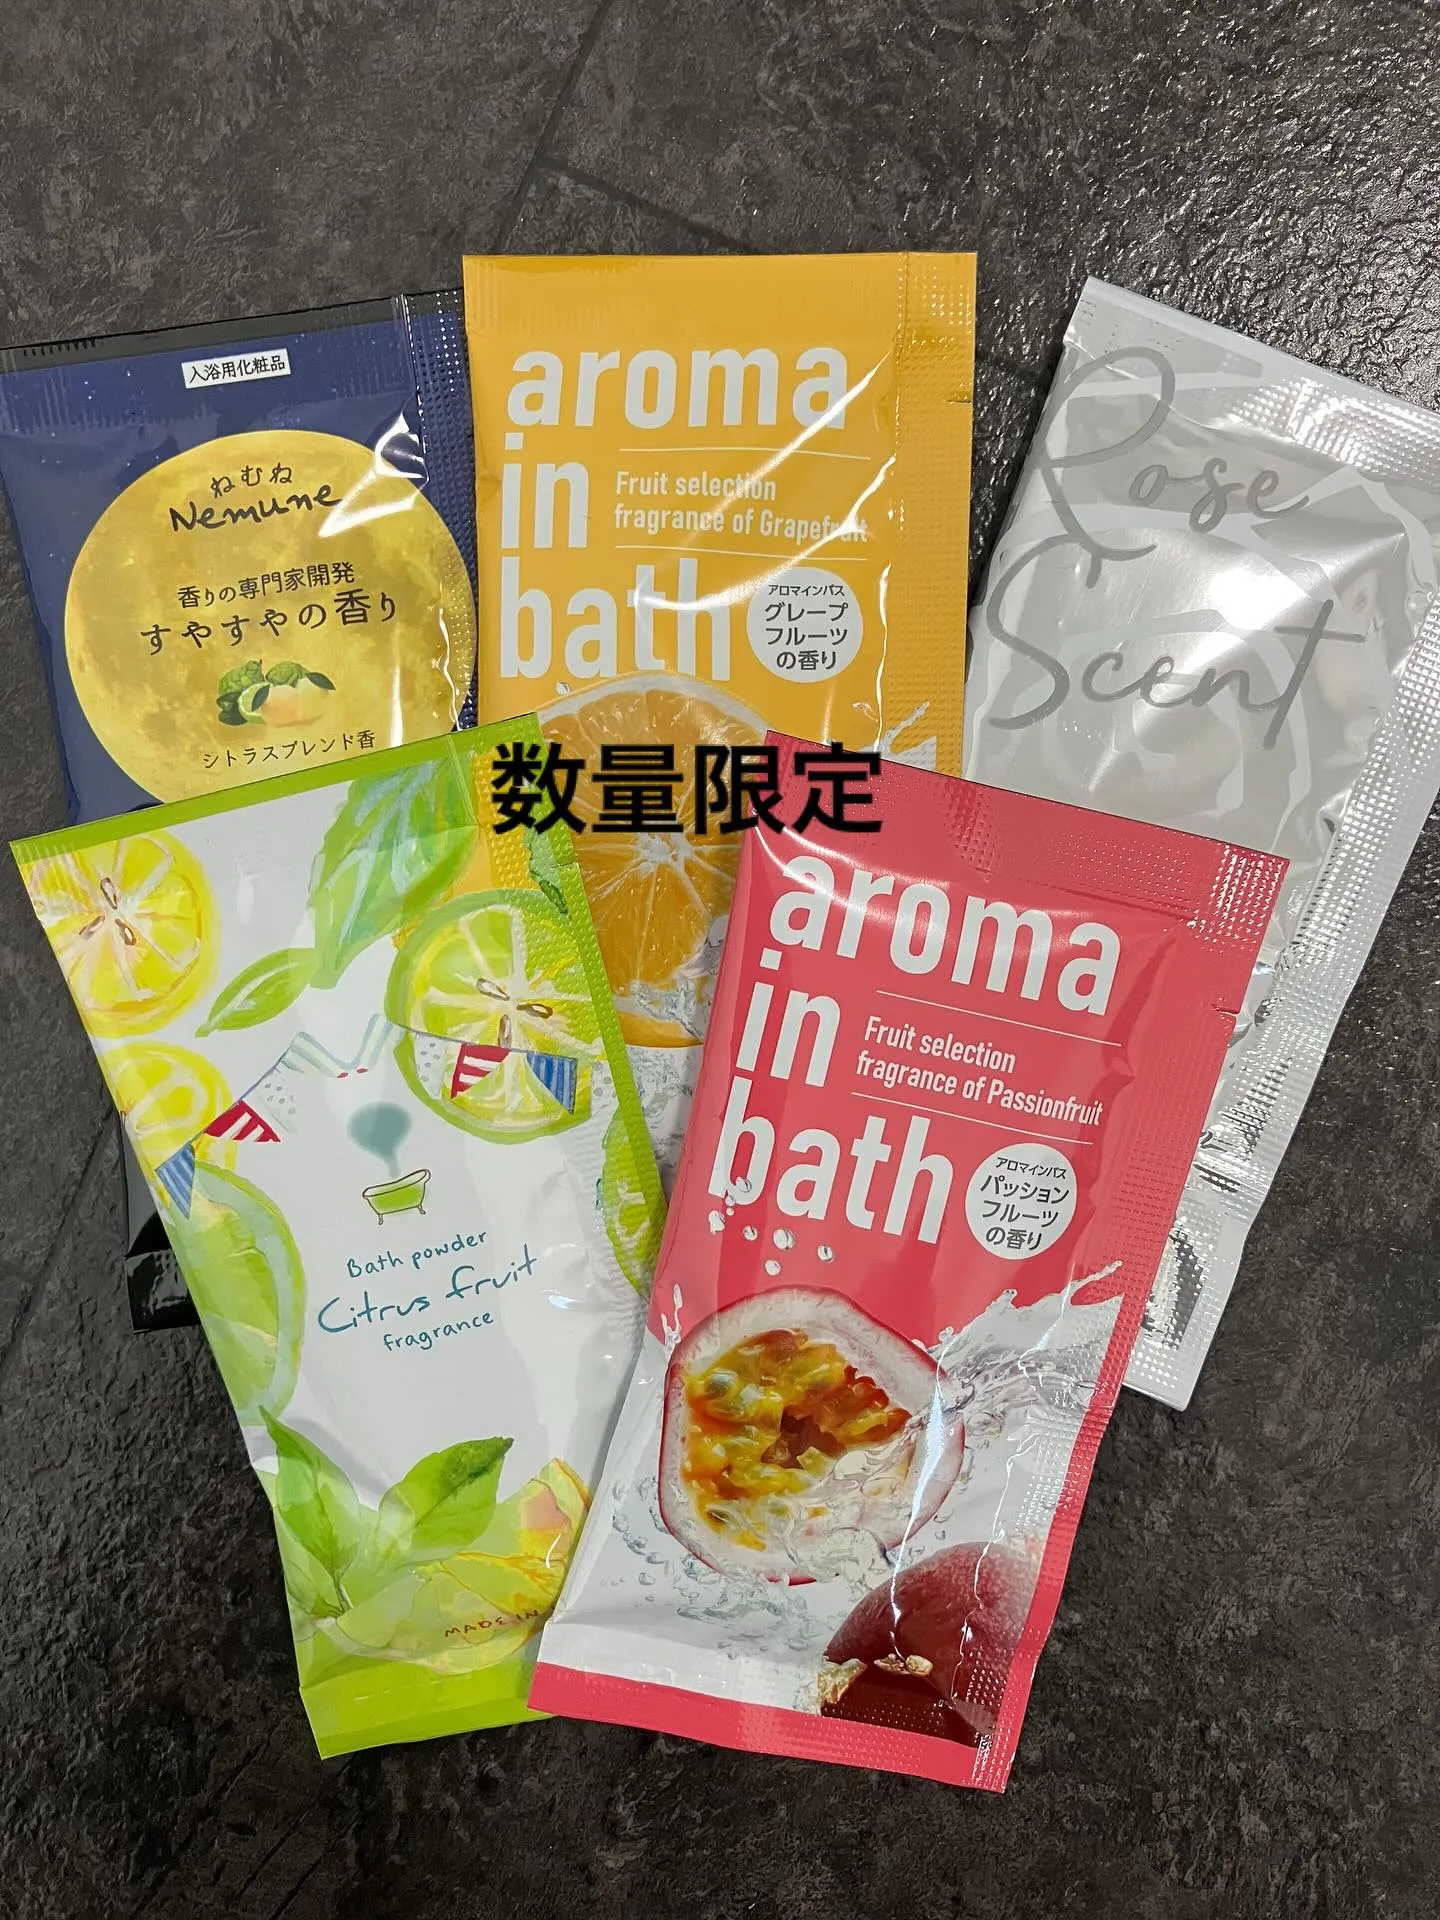 入浴用化粧品
ねむね
Nemune
香りの専門家開発
すやすやの香り
シトラスブレンド香
aroma
in
bath
Fruit selection
fragrance of Grapefruit
アロマインバス
グレープ
フルーツ
の香り
Rose
Scent
数量限定
Bath powder
Citrus fruit
fragrance
MADE IN
aroma
in
bath
Fruit selection
fragrance of Passionfruit
アロマインバス
パッション
フルーツ
の香り